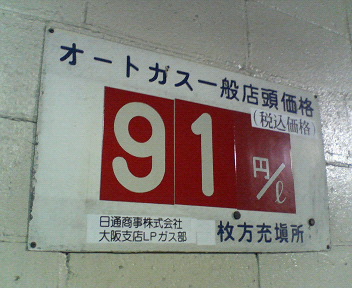 オートガス一般店頭価格
(税込価格)
91円/ℓ
日通商事株式会社
大阪支店LPガス部
枚方充填所